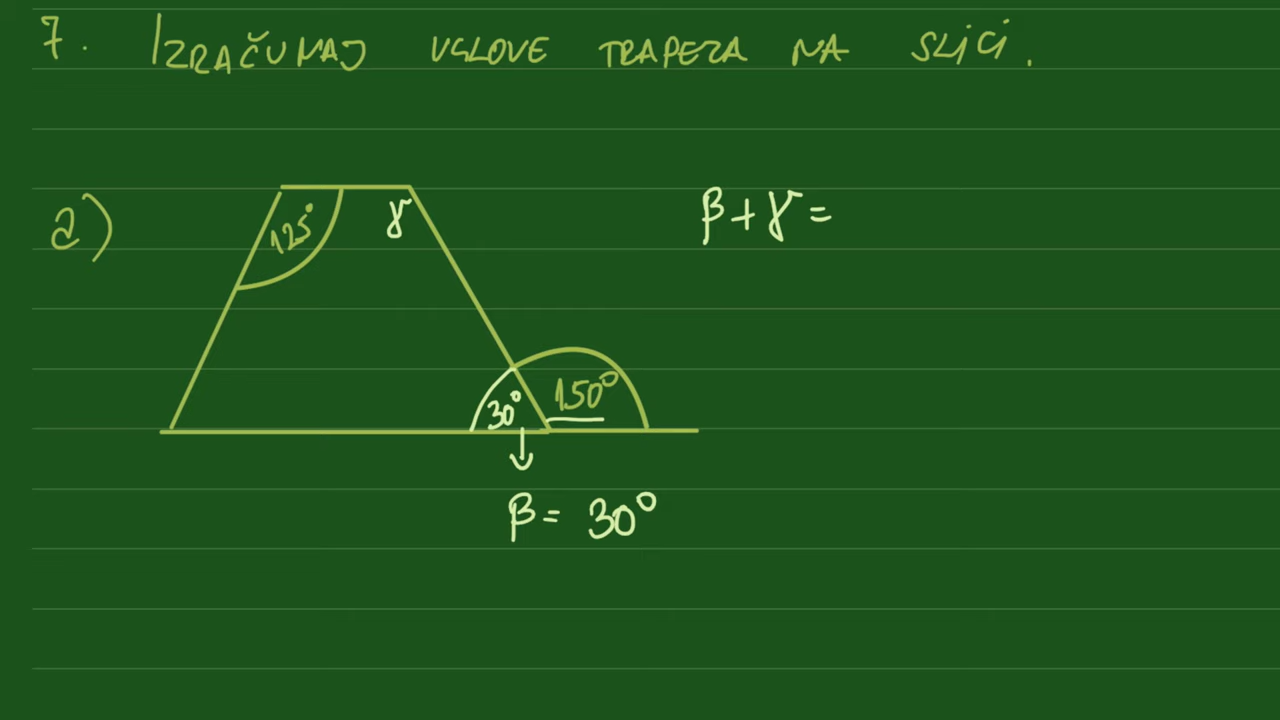 7. IZRAČUNAJ UGLOVE TRAPEZA NA SLICI.
a)
125°
γ
β + γ =
30°
150°
β = 30°